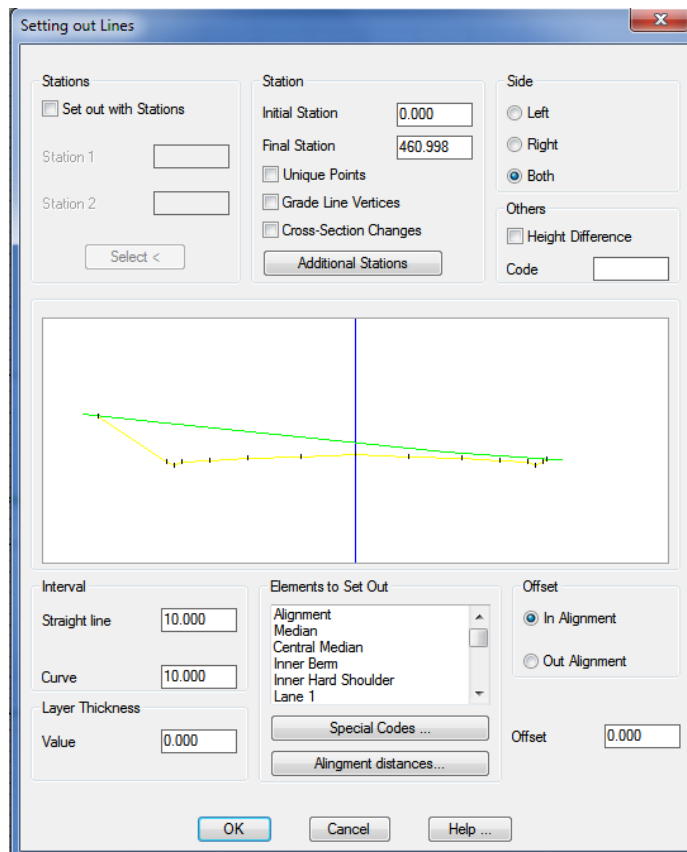 Setting out Lines
x
Stations
Set out with Stations
Station 1
Station 2
Select <
Station
Initial Station 0.000
Final Station 460.998
Unique Points
Grade Line Vertices
Cross-Section Changes
Additional Stations
Side
Left
Right
Both
Others
Height Difference
Code
Interval
Straight line 10.000
Curve 10.000
Layer Thickness
Value 0.000
Elements to Set Out
Alignment
Median
Central Median
Inner Berm
Inner Hard Shoulder
Lane 1
Special Codes ...
Alingment distances...
Offset
In Alignment
Out Alignment
Offset 0.000
OK
Cancel
Help ...